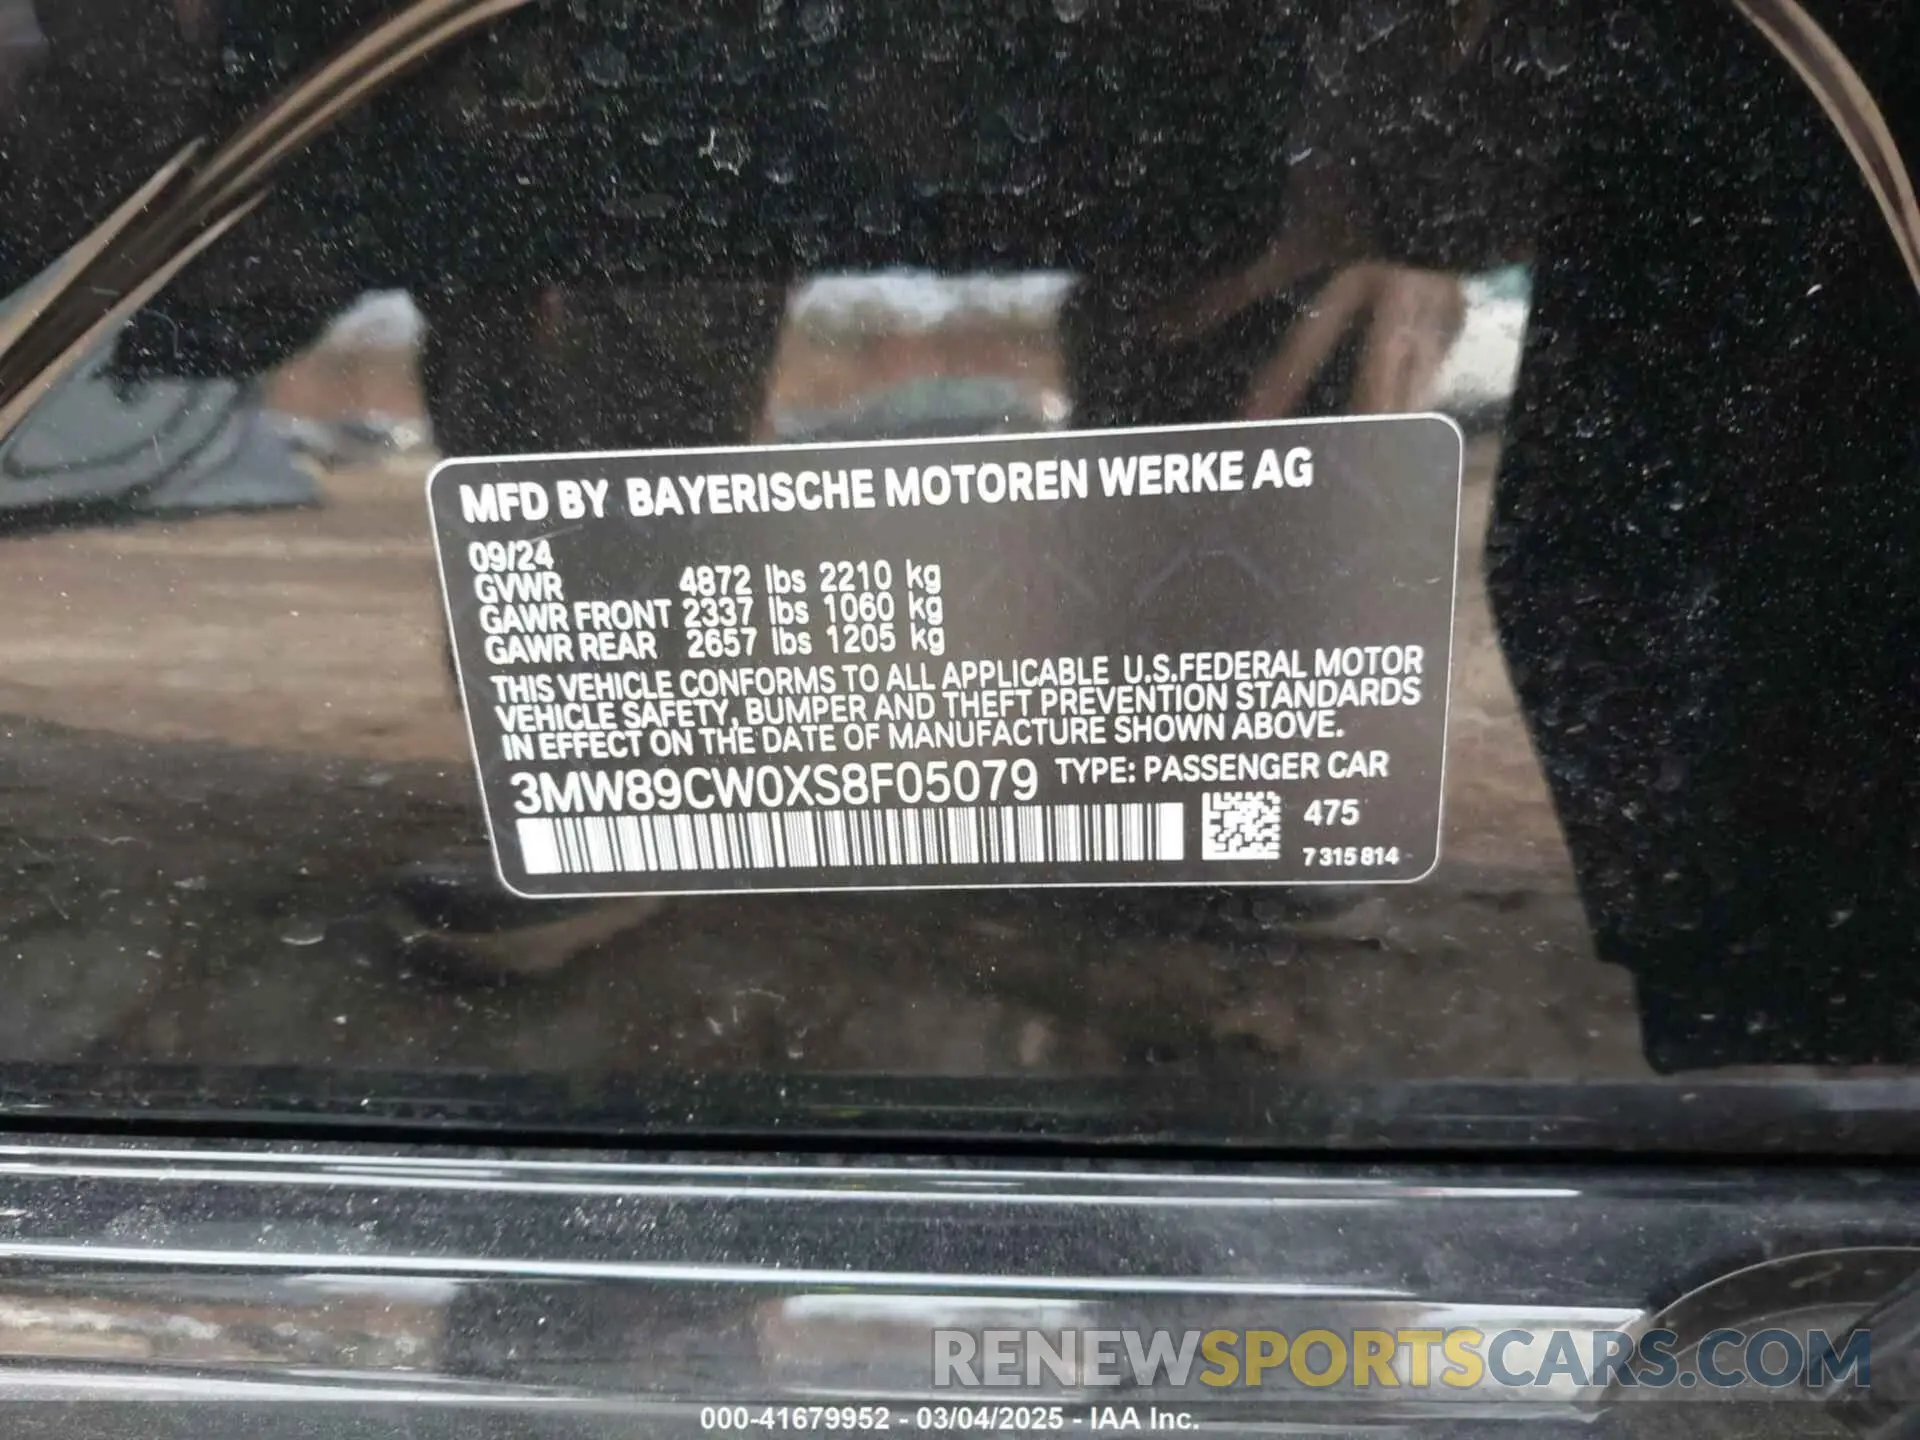 MFD BY BAYERISCHE MOTOREN WERKE AG
09/24
GVWR 4872 lbs 2210 kg
GAWR FRONT 2337 lbs 1060 kg
GAWR REAR 2657 lbs 1205 kg
THIS VEHICLE CONFORMS TO ALL APPLICABLE U.S.FEDERAL MOTOR
VEHICLE SAFETY, BUMPER AND THEFT PREVENTION STANDARDS
IN EFFECT ON THE DATE OF MANUFACTURE SHOWN ABOVE.
3MW89CW0XS8F05079 TYPE: PASSENGER CAR
475
7 315 814
RENEWSPORTSCARS.COM
000-41679952 - 03/04/2025 - IAA Inc.